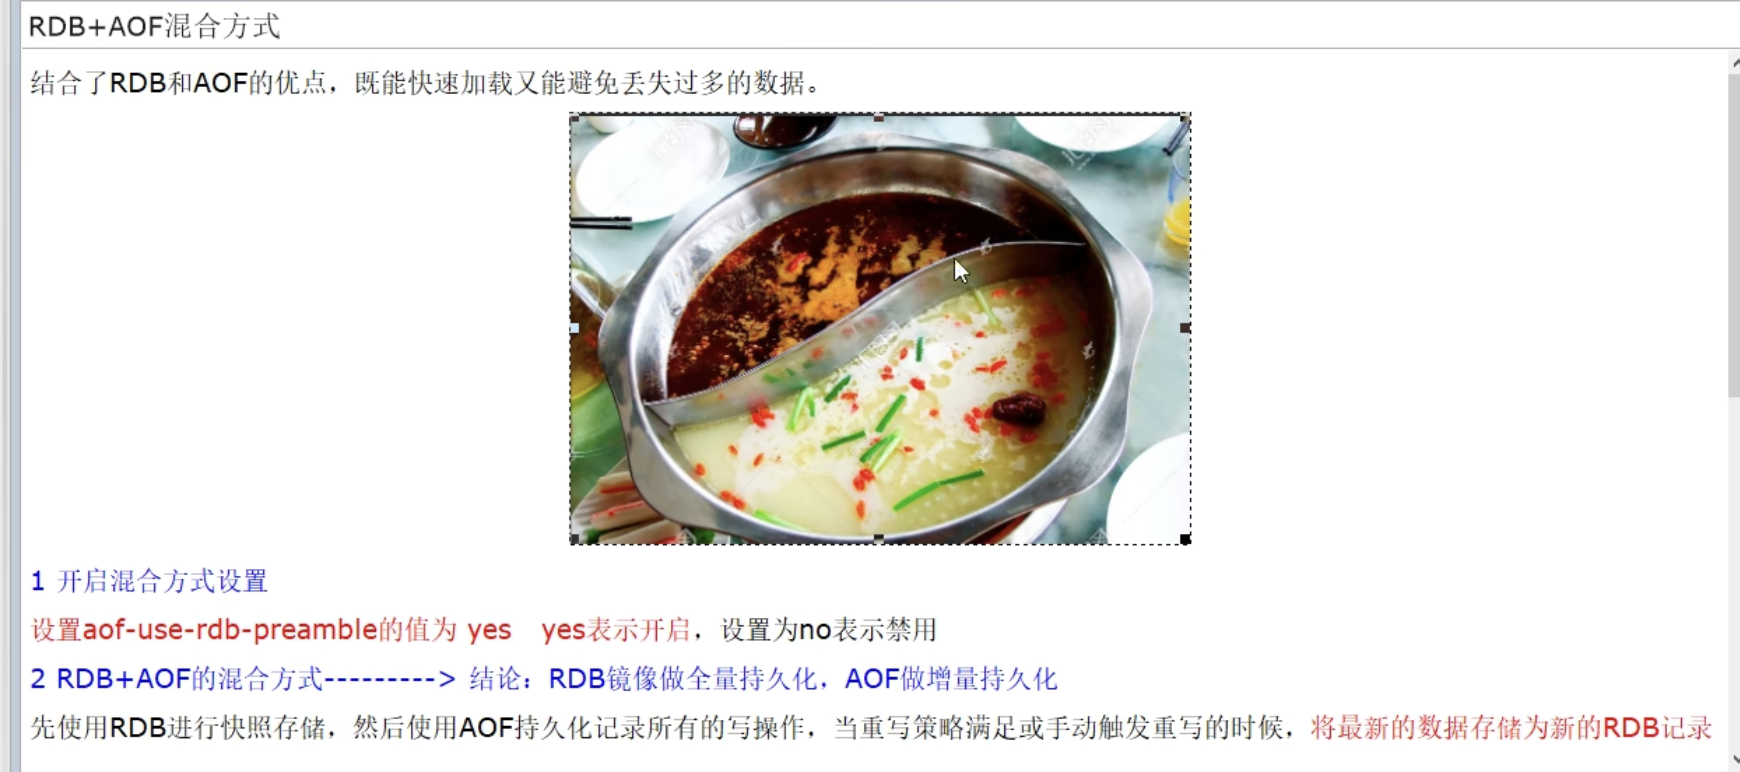 RDB+AOF混合方式
结合了RDB和AOF的优点，既能快速加载又能避免丢失过多的数据。
1 开启混合方式设置
设置aof-use-rdb-preamble的值为 yes   yes表示开启，设置为no表示禁用
2 RDB+AOF的混合方式---------> 结论：RDB镜像做全量持久化，AOF做增量持久化
先使用RDB进行快照存储，然后使用AOF持久化记录所有的写操作，当重写策略满足或手动触发重写的时候，将最新的数据存储为新的RDB记录